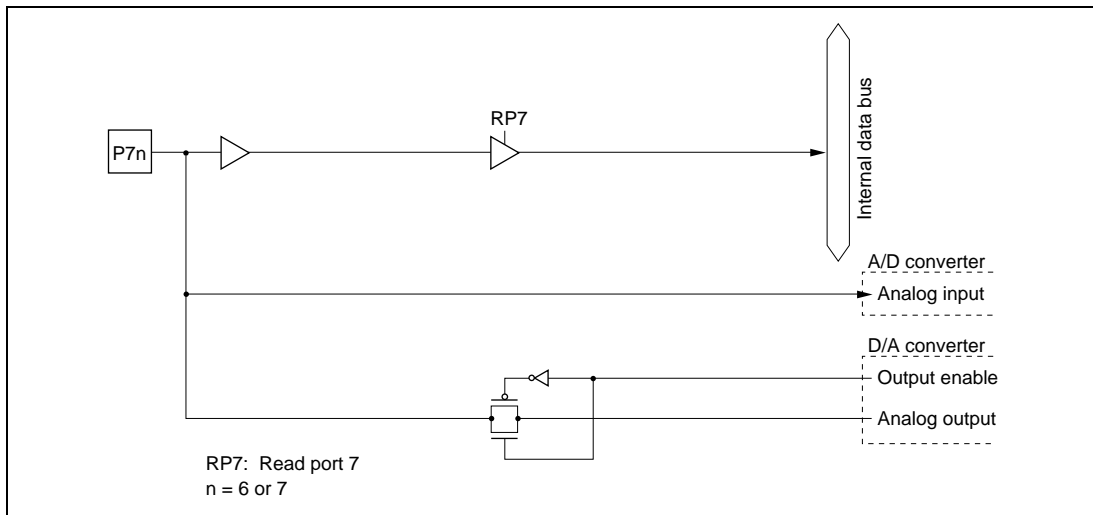 RP7
P7n
Internal data bus
A/D converter
Analog input
D/A converter
Output enable
Analog output
RP7: Read port 7
n = 6 or 7